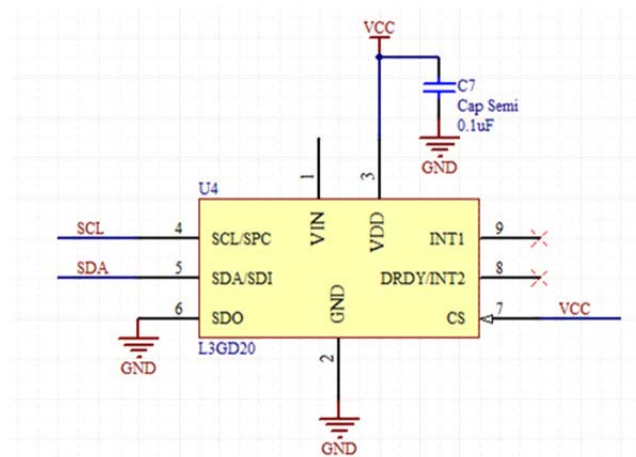 VCC
C7
Cap Semi
0.1uF
GND
U4
1
3
VIN
VDD
SCL
4
SCL/SPC
INT1
9
SDA
5
SDA/SDI
DRDY/INT2
8
6
SDO
GND
CS
7
VCC
L3GD20
GND
2
GND